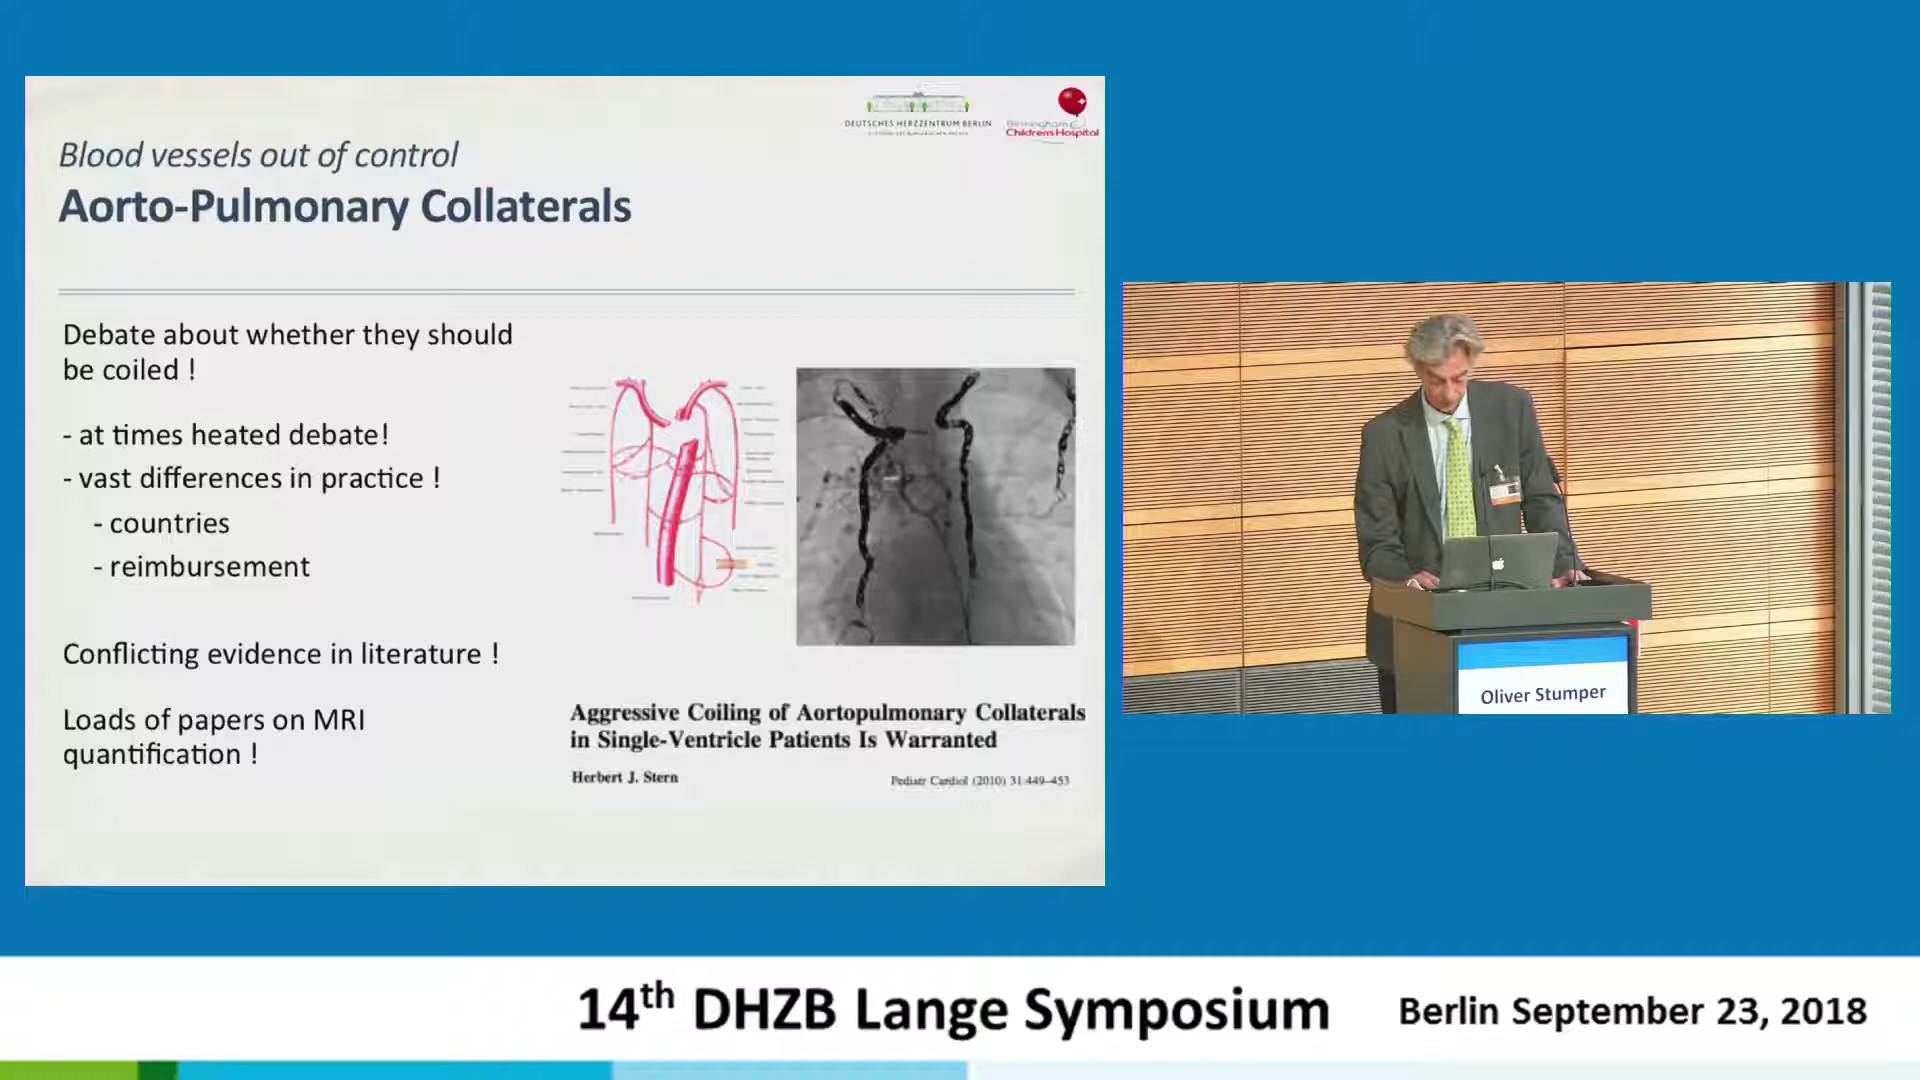 DEUTSCHES HERZZENTRUM BERLIN
Birmingham
Children's Hospital
Blood vessels out of control
Aorto-Pulmonary Collaterals
Debate about whether they should
be coiled !
- at times heated debate!
- vast differences in practice !
- countries
- reimbursement
Conflicting evidence in literature !
Loads of papers on MRI
quantification !
Aggressive Coiling of Aortopulmonary Collaterals
in Single-Ventricle Patients Is Warranted
Herbert J. Stern
Pediatr Cardiol (2010) 31:449–453
Oliver Stumper
14th DHZB Lange Symposium
Berlin September 23, 2018